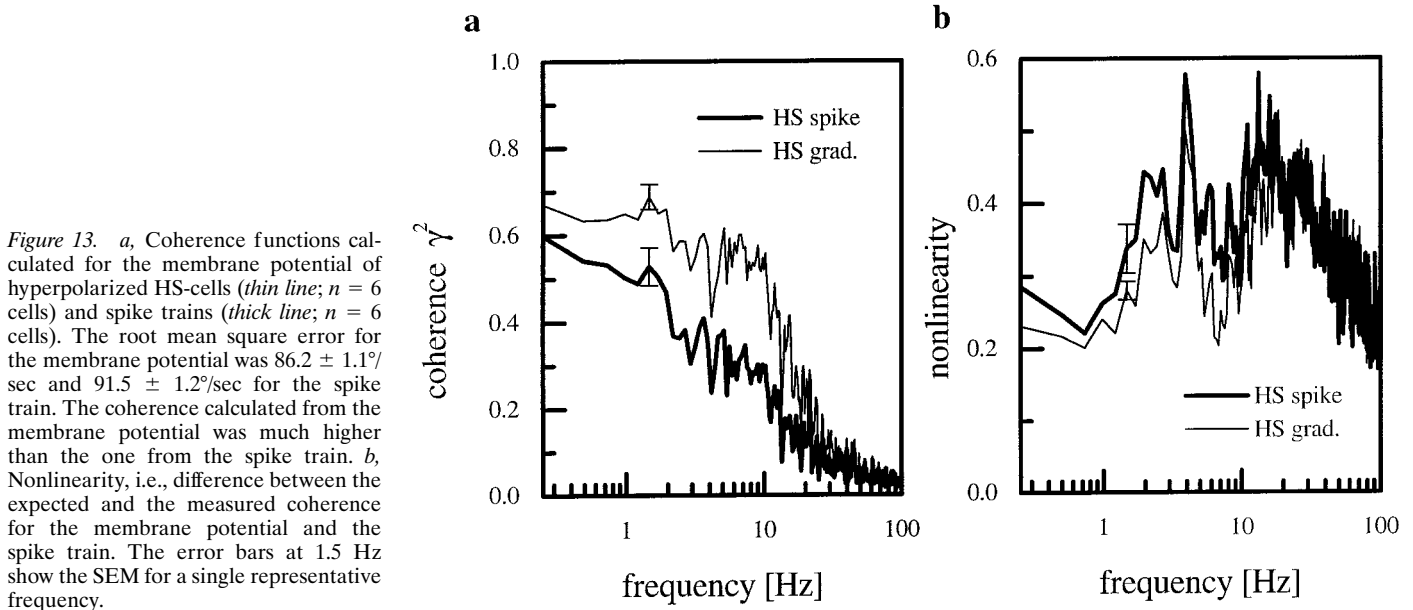 Figure 13. a, Coherence functions cal-
culated for the membrane potential of
hyperpolarized HS-cells (thin line; n = 6
cells) and spike trains (thick line; n = 6
cells). The root mean square error for
the membrane potential was 86.2 ± 1.1°/
sec and 91.5 ± 1.2°/sec for the spike
train. The coherence calculated from the
membrane potential was much higher
than the one from the spike train. b,
Nonlinearity, i.e., difference between the
expected and the measured coherence
for the membrane potential and the
spike train. The error bars at 1.5 Hz
show the SEM for a single representative
frequency.
a
1.0
0.8
0.6
0.4
0.2
0.0
coherence γ²
HS spike
HS grad.
1
10
100
frequency [Hz]
b
0.6
0.4
0.2
0.0
nonlinearity
HS spike
HS grad.
1
10
100
frequency [Hz]